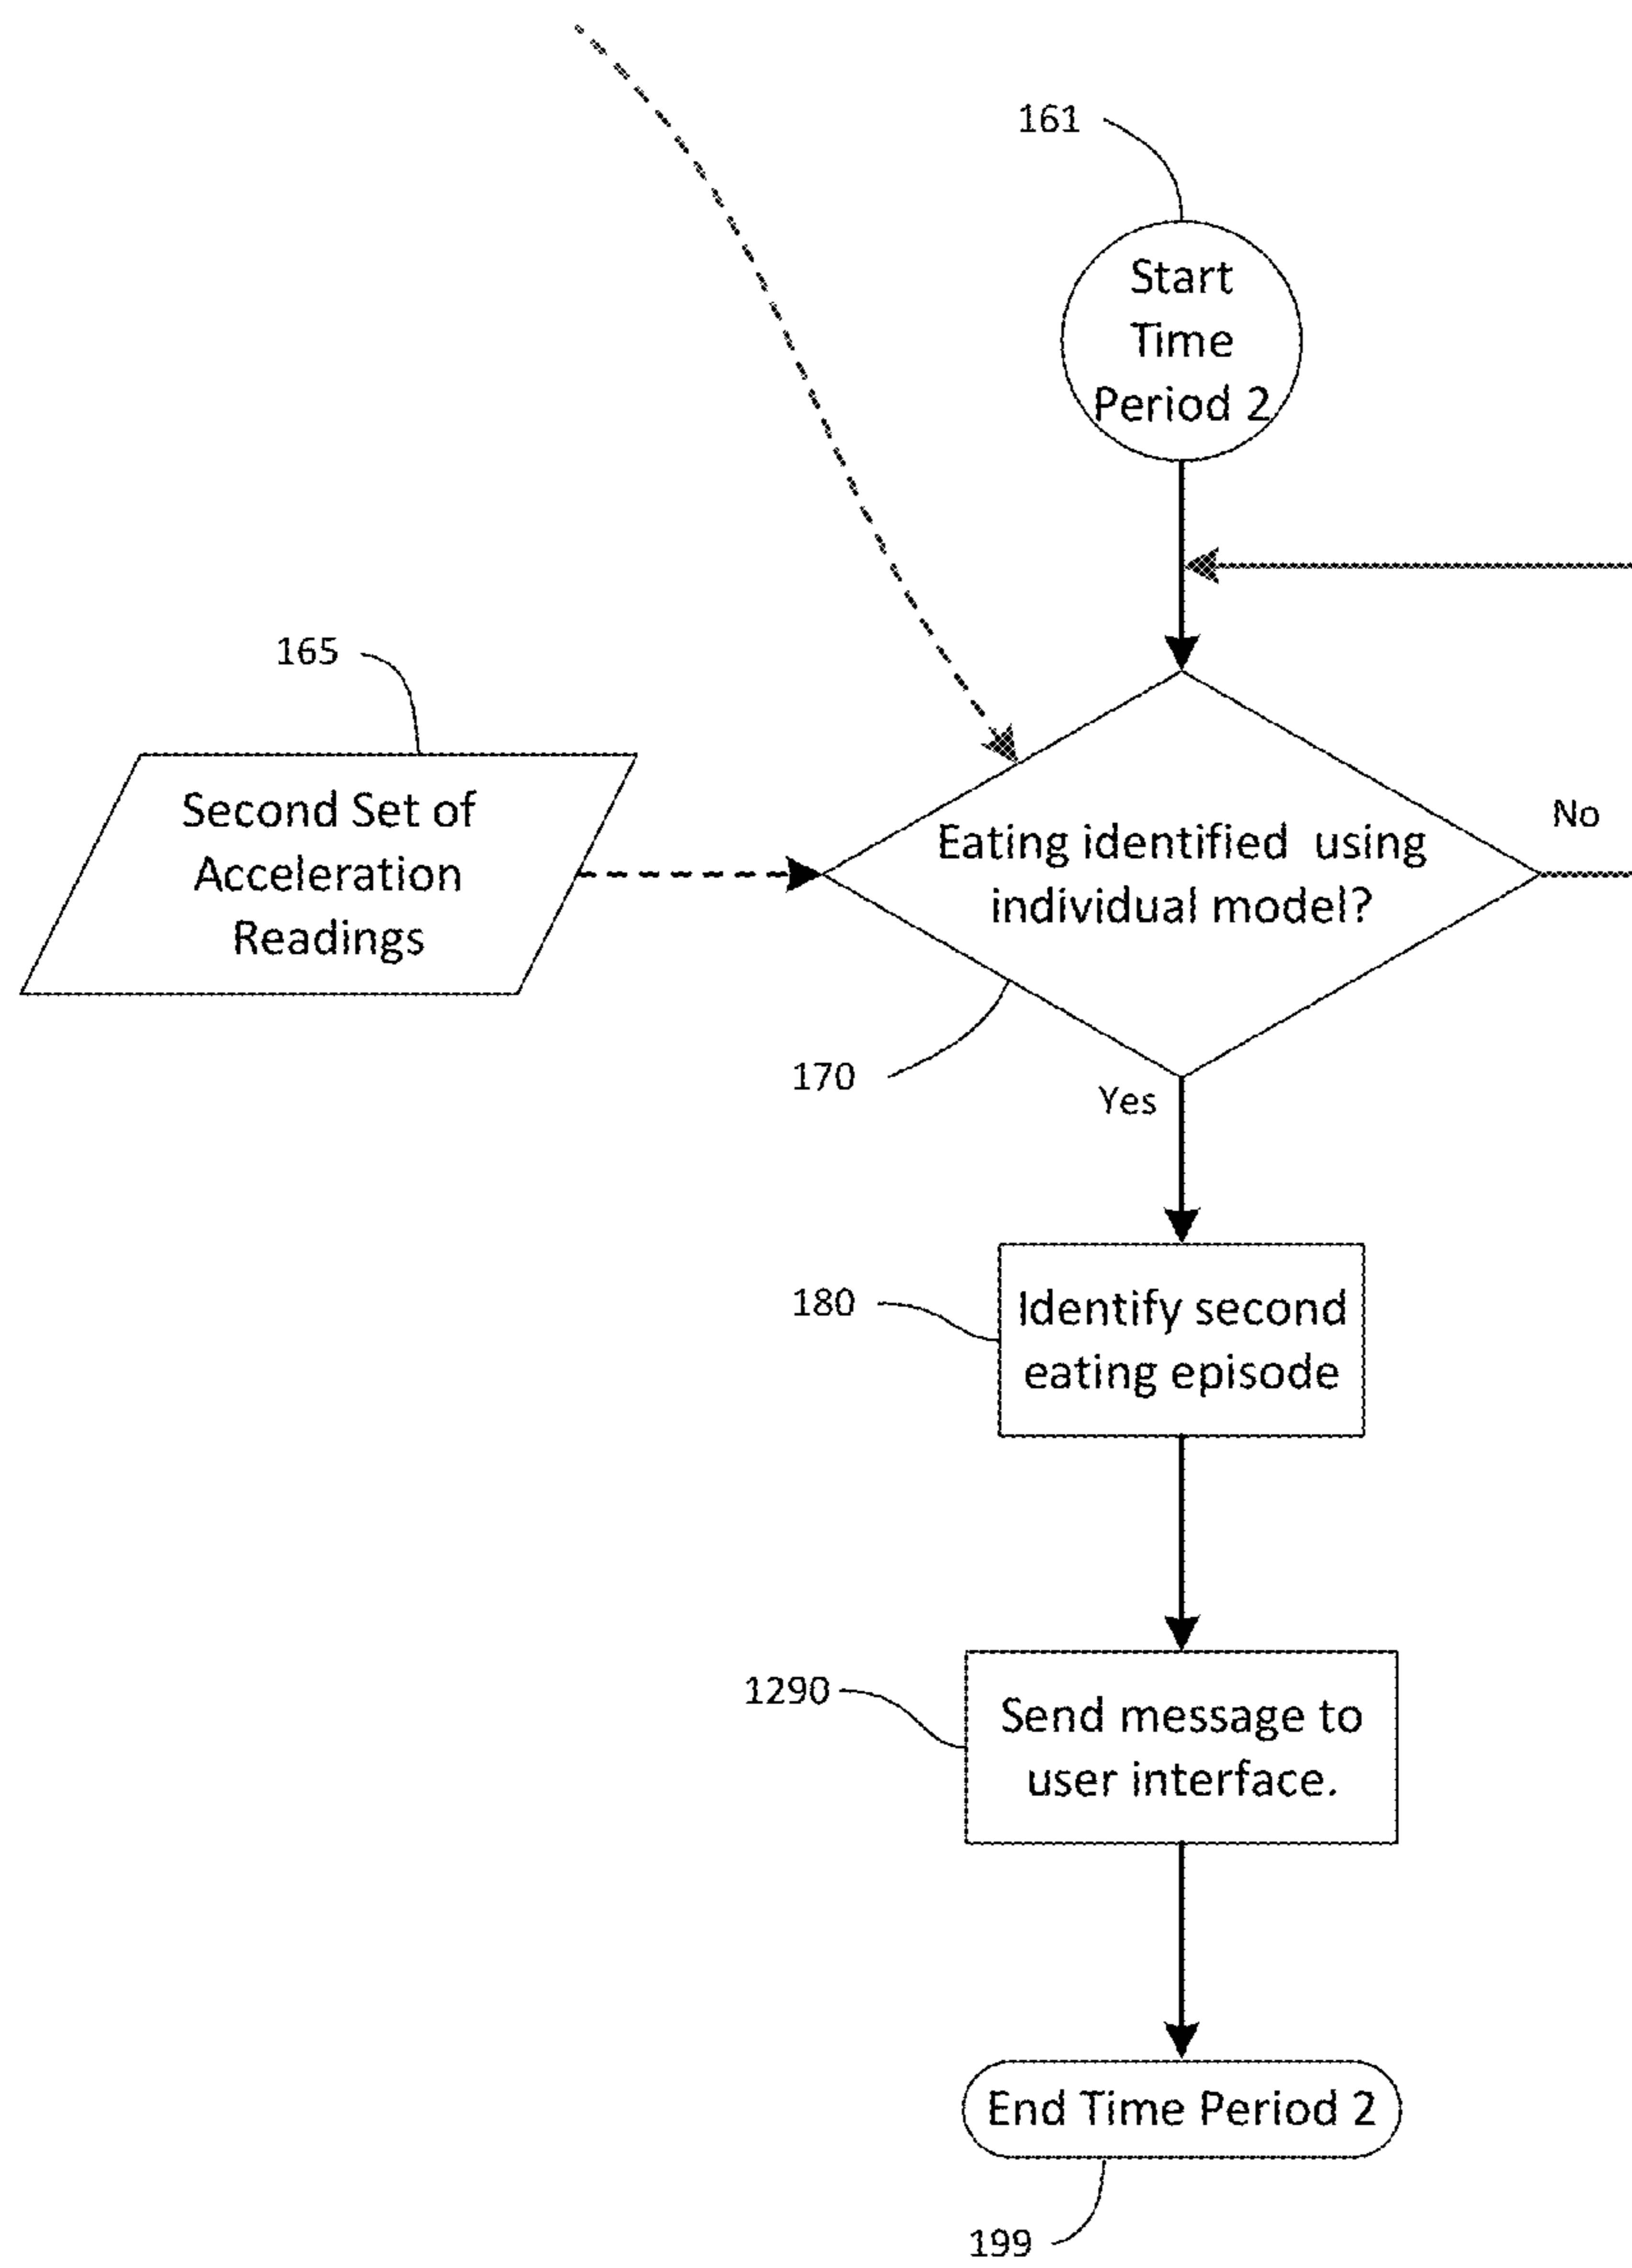 161
Start
Time
Period 2
165
Second Set of
Acceleration
Readings
Eating identified using
individual model?
No
170
Yes
180
Identify second
eating episode
1290
Send message to
user interface.
End Time Period 2
199